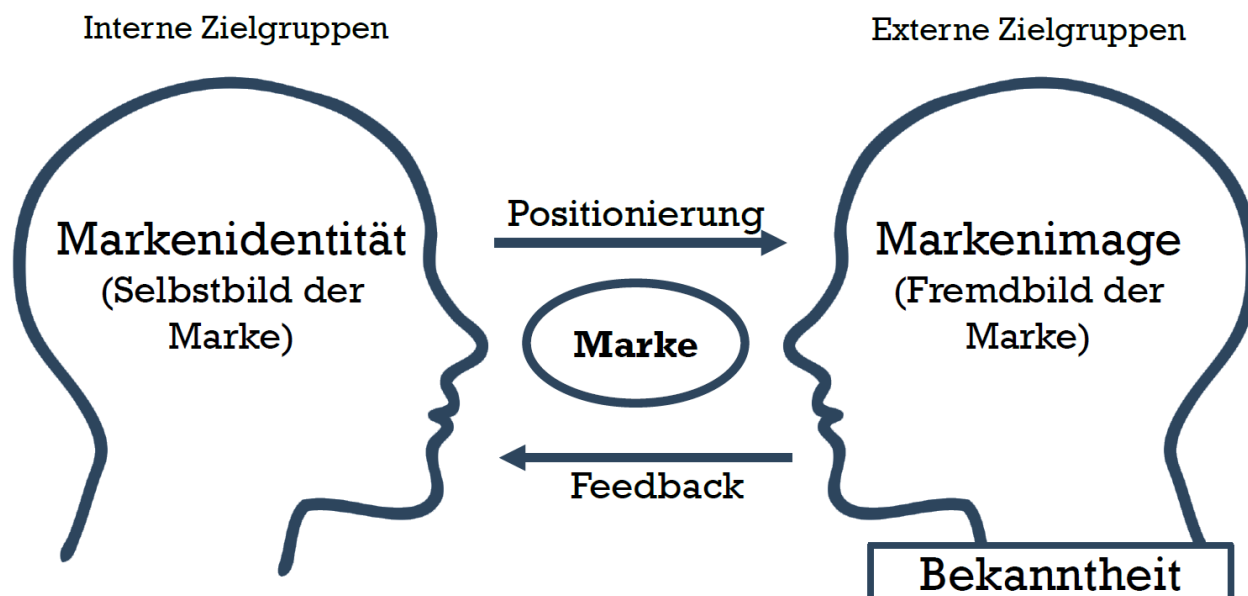 Interne Zielgruppen
Externe Zielgruppen
Markenidentität
(Selbstbild der
Marke)
Positionierung
Marke
Feedback
Markenimage
(Fremdbild der
Marke)
Bekanntheit